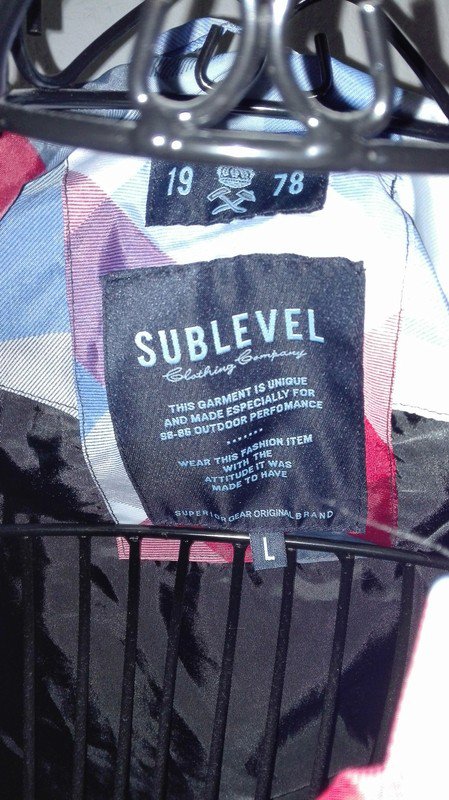 19 78
SUBLEVEL
Clothing Company
THIS GARMENT IS UNIQUE
AND MADE ESPECIALLY FOR
98-86 OUTDOOR PERFOMANCE
.......
WEAR THIS FASHION ITEM
WITH THE
ATTITUDE IT WAS
MADE TO HAVE
SUPERIOR GEAR ORIGINAL BRAND
L